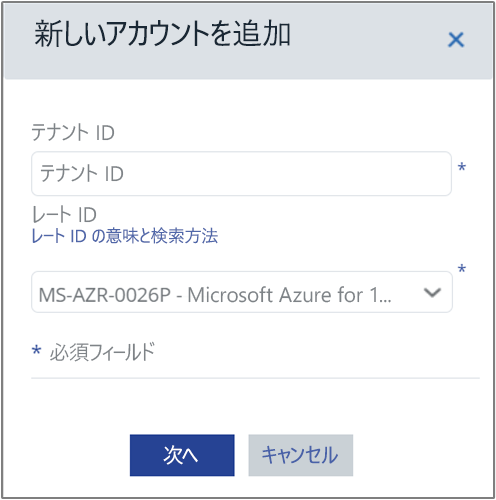 新しいアカウントを追加 ×
テナント ID
テナント ID *
レート ID
レート ID の意味と検索方法
*
MS-AZR-0026P - Microsoft Azure for 1...
* 必須フィールド
次へ キャンセル